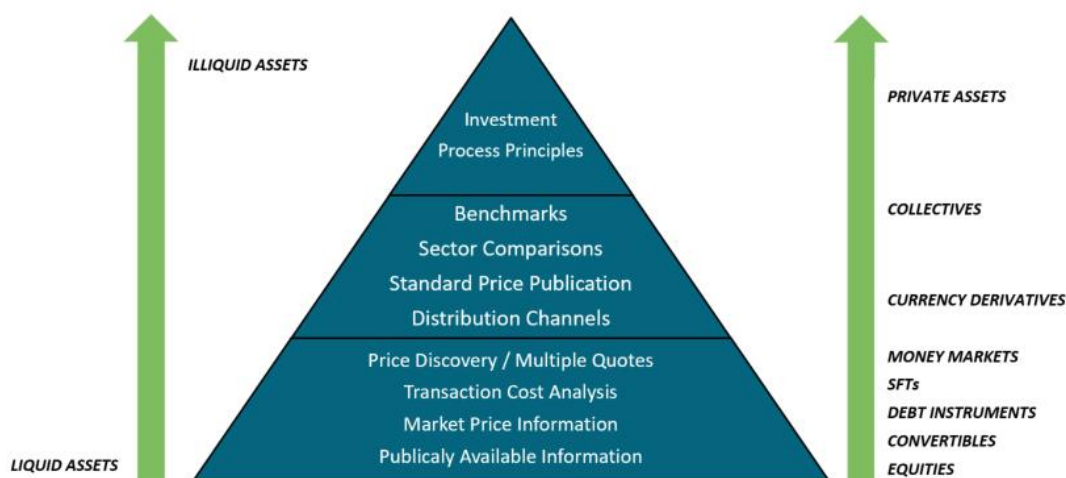 ILLIQUID ASSETS
LIQUID ASSETS
Investment
Process Principles
Benchmarks
Sector Comparisons
Standard Price Publication
Distribution Channels
Price Discovery / Multiple Quotes
Transaction Cost Analysis
Market Price Information
Publicaly Available Information
PRIVATE ASSETS
COLLECTIVES
CURRENCY DERIVATIVES
MONEY MARKETS
SFTs
DEBT INSTRUMENTS
CONVERTIBLES
EQUITIES